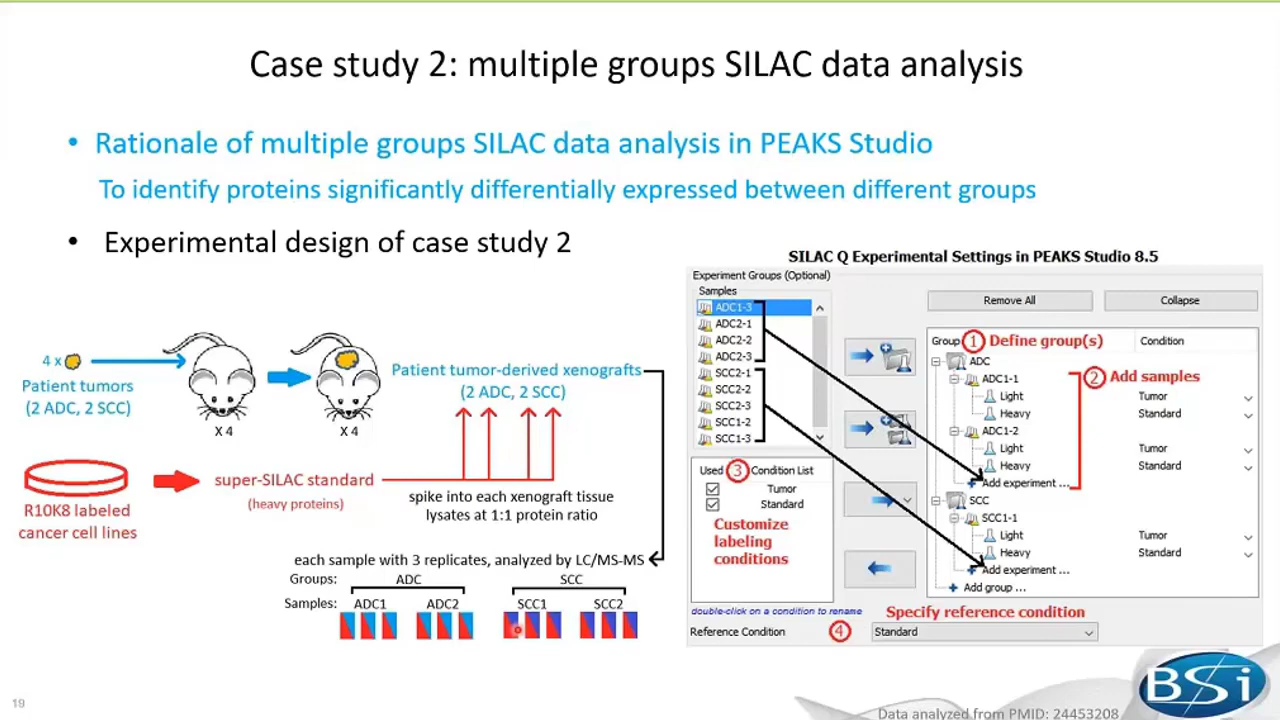 Case study 2: multiple groups SILAC data analysis
• Rationale of multiple groups SILAC data analysis in PEAKS Studio
To identify proteins significantly differentially expressed between different groups
• Experimental design of case study 2
4 x
Patient tumors
(2 ADC, 2 SCC)
X 4
X 4
Patient tumor-derived xenografts
(2 ADC, 2 SCC)
R10K8 labeled
cancer cell lines
super-SILAC standard
(heavy proteins)
spike into each xenograft tissue
lysates at 1:1 protein ratio
each sample with 3 replicates, analyzed by LC/MS-MS
Groups: ADC SCC
Samples: ADC1 ADC2 SCC1 SCC2
SILAC Q Experimental Settings in PEAKS Studio 8.5
Experiment Groups (Optional)
Samples
ADC1-3
ADC2-1
ADC2-2
ADC2-3
SCC2-1
SCC2-2
SCC2-3
SCC1-2
SCC1-3
Used 3 Condition List
Tumor
Standard
Customize
labeling
conditions
Remove All
Collapse
Group 1 Define group(s) Condition
ADC
2 Add samples
ADC1-1
Light Tumor
Heavy Standard
ADC1-2
Light Tumor
Heavy Standard
Add experiment ...
SCC
SCC1-1
Light Tumor
Heavy Standard
Add experiment ...
Add group ...
double-click on a condition to rename
Specify reference condition
Reference Condition 4 Standard
BSi
19
Data analyzed from PMID: 24453208